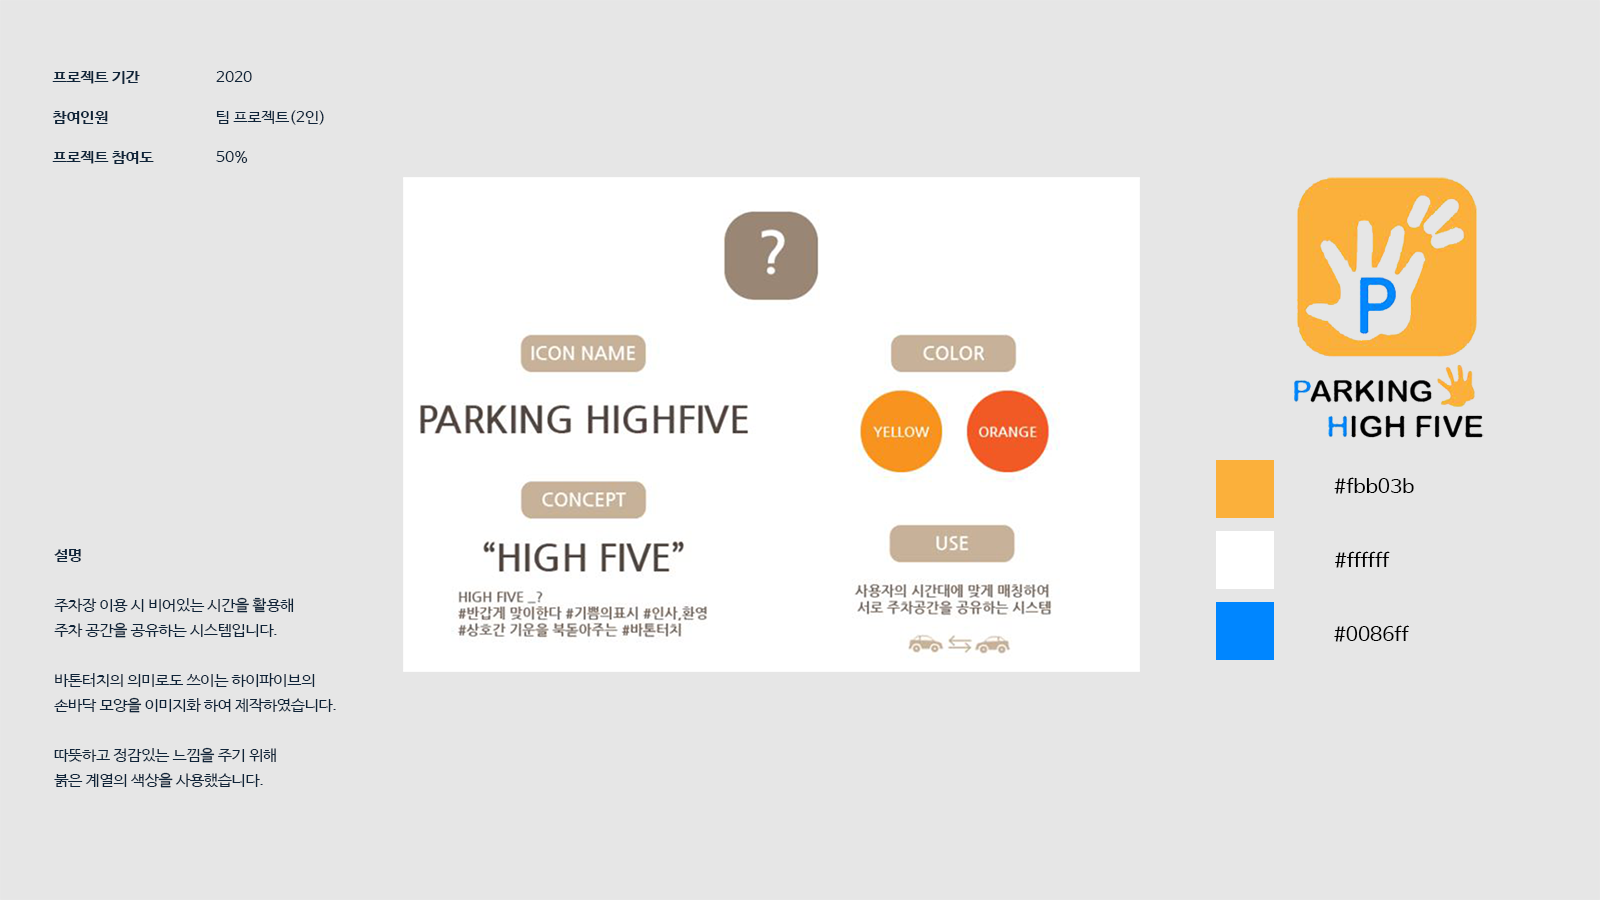 프로젝트 기간 2020
참여인원 팀 프로젝트(2인)
프로젝트 참여도 50%
설명
주차장 이용 시 비어있는 시간을 활용해
주차 공간을 공유하는 시스템입니다.
바톤터치의 의미로도 쓰이는 하이파이브의
손바닥 모양을 이미지화 하여 제작하였습니다.
따뜻하고 정감있는 느낌을 주기 위해
붉은 계열의 색상을 사용했습니다.
?
ICON NAME
PARKING HIGHFIVE
CONCEPT
“HIGH FIVE”
HIGH FIVE _?
#반갑게 맞이한다 #기쁨의표시 #인사,환영
#상호간 기운을 북돋아주는 #바톤터치
COLOR
YELLOW ORANGE
USE
사용자의 시간대에 맞게 매칭하여
서로 주차공간을 공유하는 시스템
P
PARKING
HIGH FIVE
#fbb03b
#ffffff
#0086ff